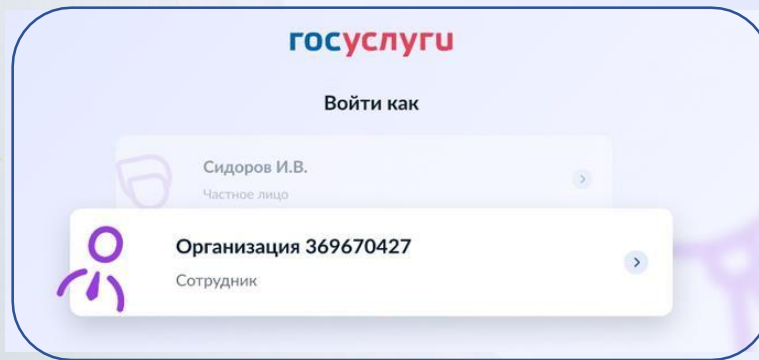 госуслуги
Войти как
Сидоров И.В.
Частное лицо
Организация 369670427
Сотрудник